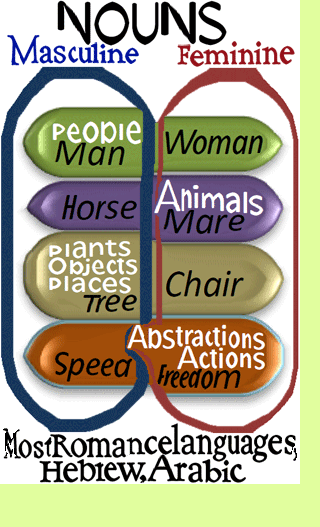 NOUNS
Masculine Feminine
People
Man Woman
Animals
Horse Mare
Plants
Objects
Places
Tree Chair
Abstractions
Actions
Speed Freedom
MostRomancelanguages,
Hebrew,Arabic